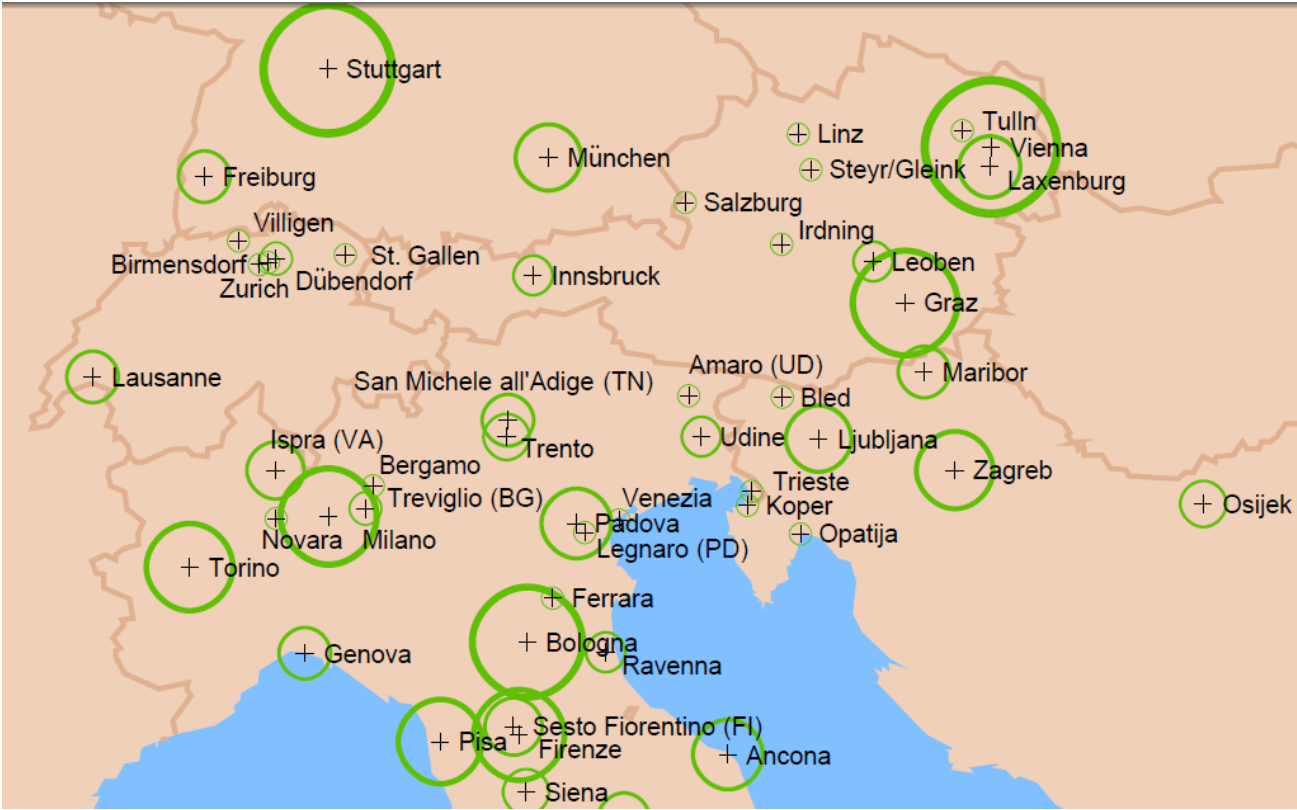 Stuttgart
Tulln
Linz
Vienna
München
Steyr/Gleink
Freiburg
Laxenburg
Salzburg
Villigen
Irdning
St. Gallen
Birmensdorf
Leoben
Innsbruck
Dübendorf
Zurich
Graz
Amaro (UD)
Maribor
Lausanne
San Michele all'Adige (TN)
Bled
Ispra (VA)
Udine
Ljubljana
Trento
Bergamo
Zagreb
Trieste
Treviglio (BG)
Venezia
Koper
Osijek
Padova
Opatija
Novara
Milano
Legnaro (PD)
Torino
Ferrara
Bologna
Genova
Ravenna
Sesto Fiorentino (FI)
Pisa
Firenze
Ancona
Siena